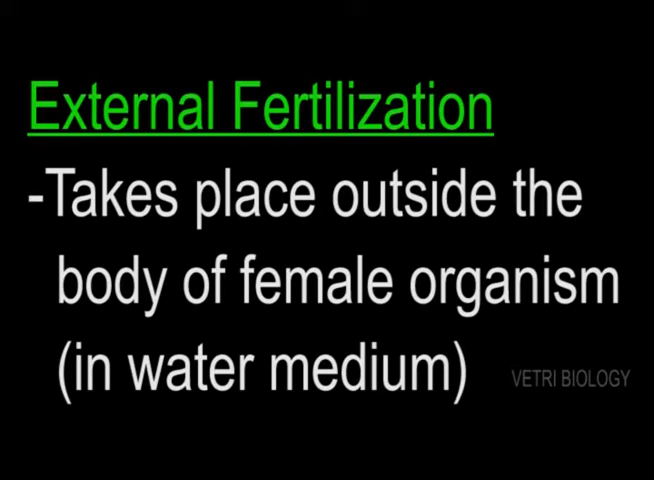 External Fertilization
-Takes place outside the
body of female organism
(in water medium)
VETRI BIOLOGY